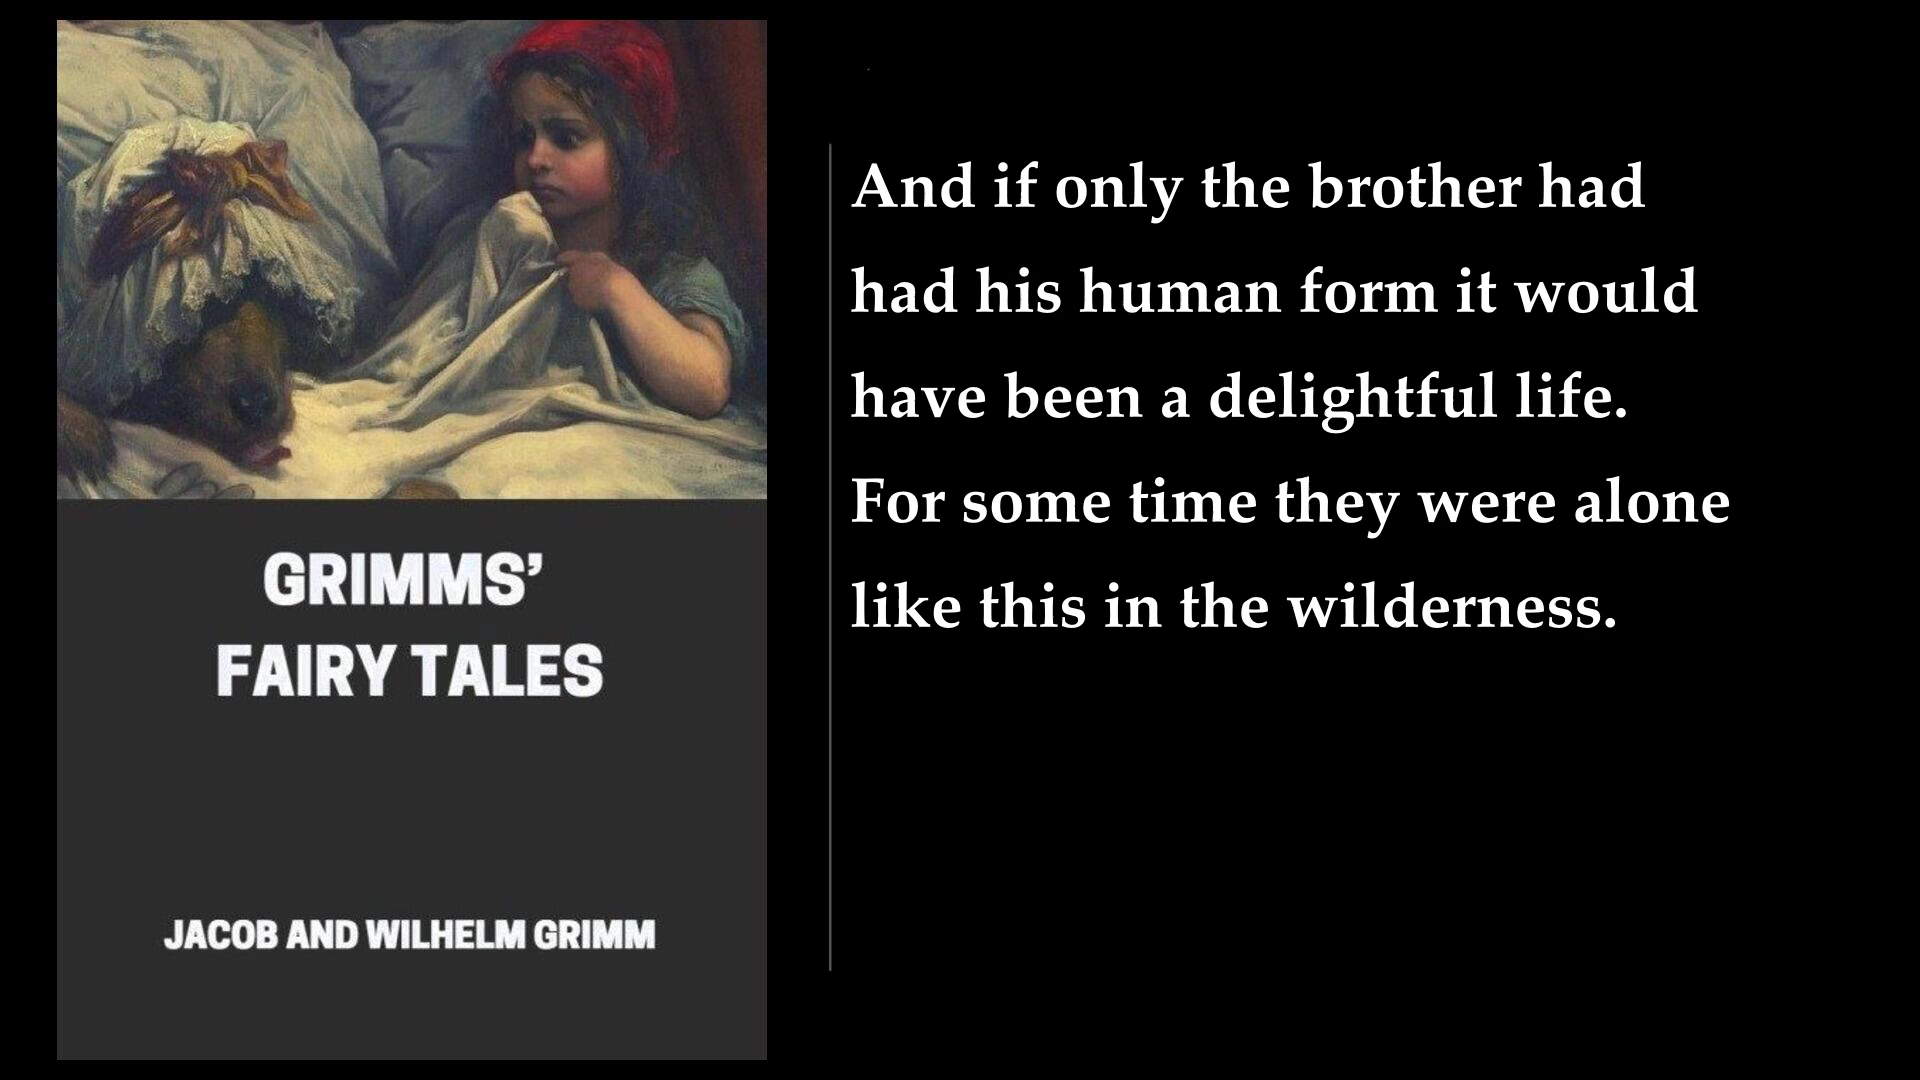 GRIMMS’
FAIRY TALES
JACOB AND WILHELM GRIMM
And if only the brother had
had his human form it would
have been a delightful life.
For some time they were alone
like this in the wilderness.